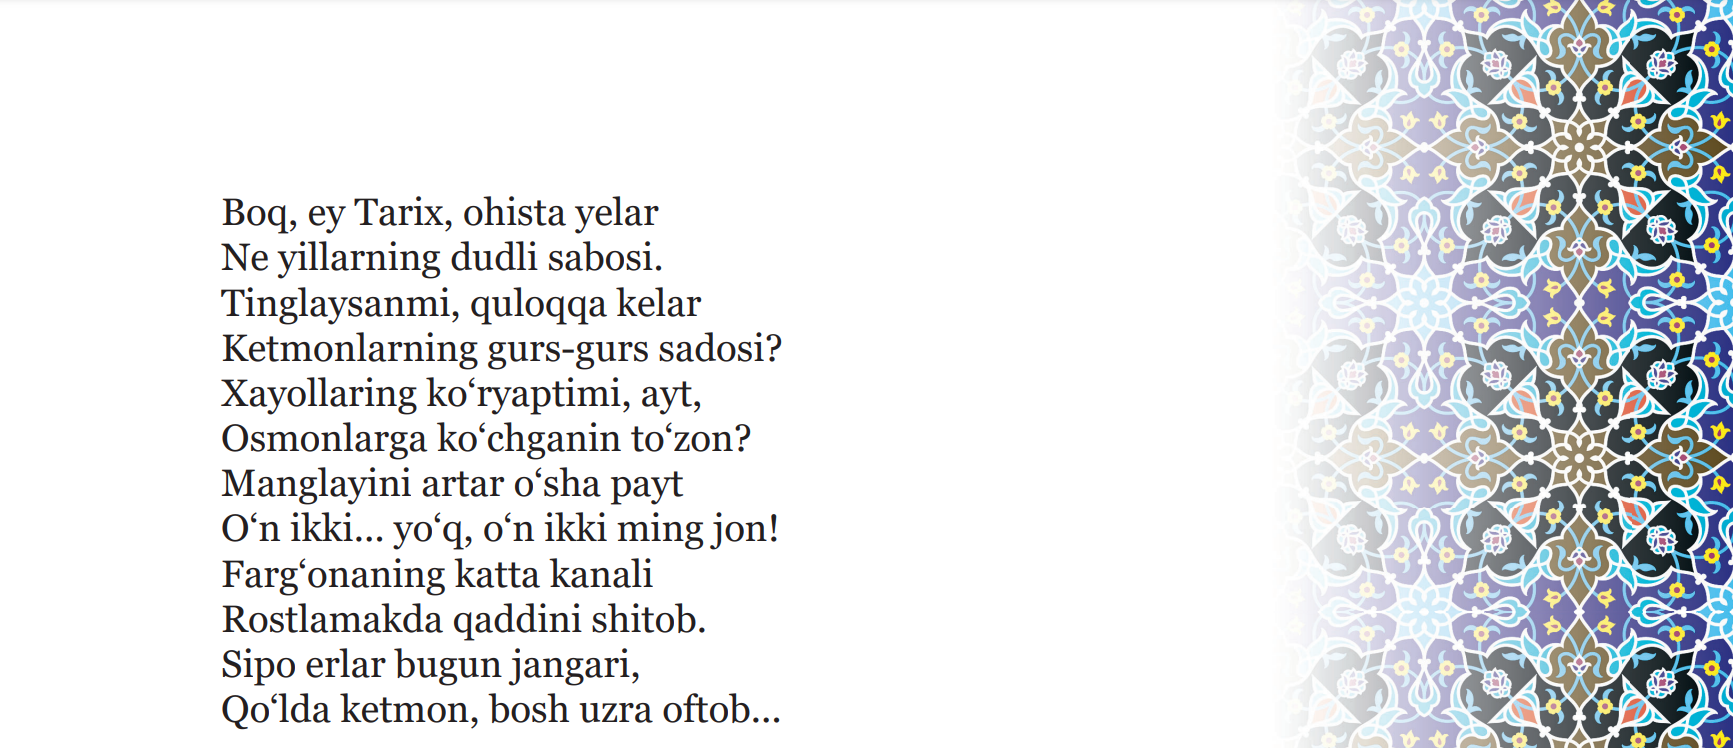 Boq, ey Tarix, ohista yelar
Ne yillarning dudli sabosi.
Tinglaysanmi, quloqqa kelar
Ketmonlarning gurs-gurs sadosi?
Xayollaring ko‘ryaptimi, ayt,
Osmonlarga ko‘chganin to‘zon?
Manglayini artar o‘sha payt
O‘n ikki... yo‘q, o‘n ikki ming jon!
Farg‘onaning katta kanali
Rostlamakda qaddini shitob.
Sipo erlar bugun jangari,
Qo‘lda ketmon, bosh uzra oftob...